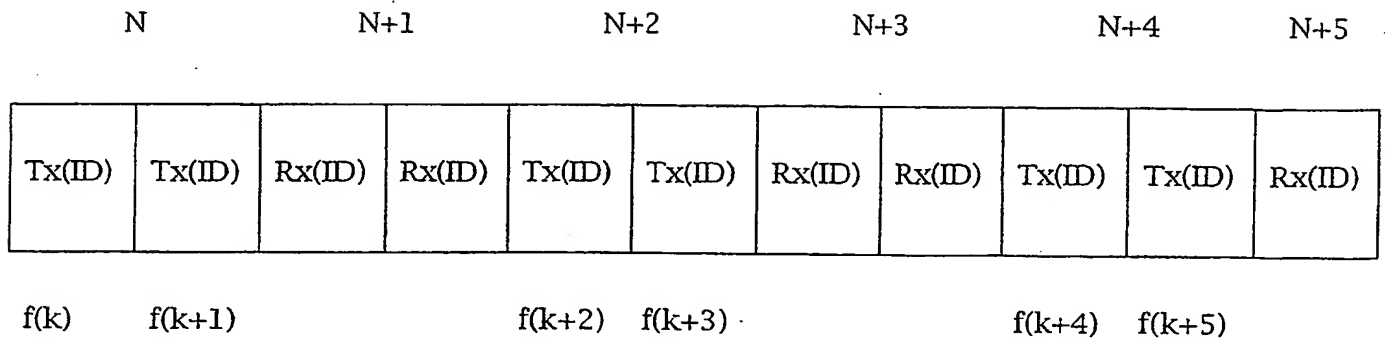 N N+1 N+2 N+3 N+4 N+5
Tx(ID) Tx(ID) Rx(ID) Rx(ID) Tx(ID) Tx(ID) Rx(ID) Rx(ID) Tx(ID) Tx(ID) Rx(ID)
f(k) f(k+1) f(k+2) f(k+3) f(k+4) f(k+5)